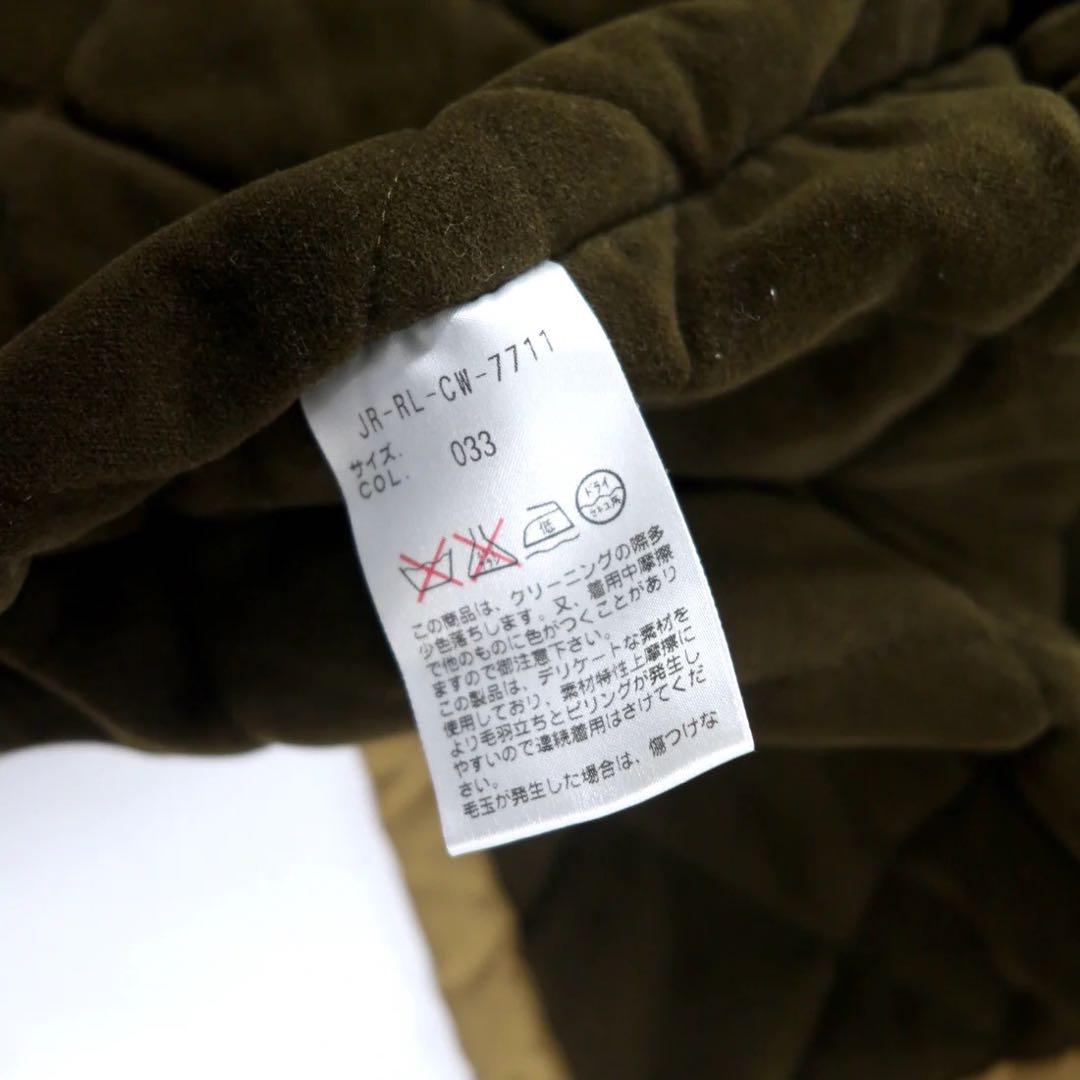 JR-RL-CW-7711
サイズ.
COL. 033
低
ドライ
セキユ系
この商品は、クリーニングの際多
少色落ちします。又、着用中摩擦
で他のものに色がつくことがあり
ますので御注意下さい。
この製品は、デリケートな素材を
使用しており、素材特性上摩擦に
より毛羽立ちとピリングが発生し
やすいので連続着用はさけてくだ
さい。
毛玉が発生した場合は、傷つけな